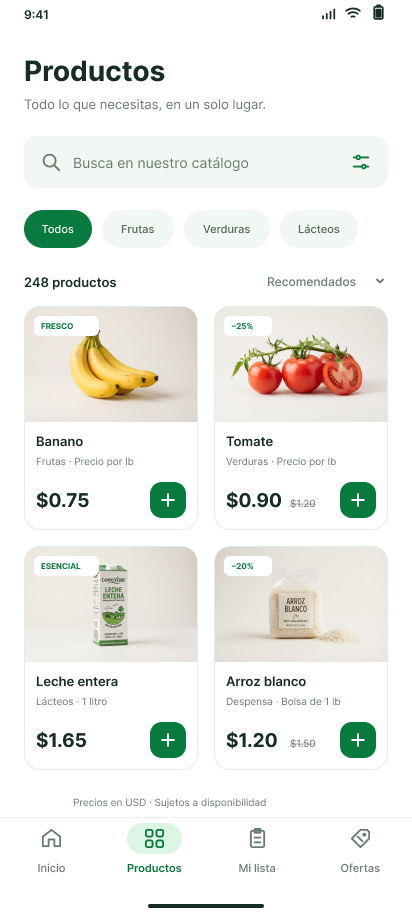 9:41
Productos
Todo lo que necesitas, en un solo lugar.
Busca en nuestro catálogo
Todos
Frutas
Verduras
Lácteos
248 productos
Recomendados
FRESCO
−25%
Banano
Frutas · Precio por lb
$0.75
Tomate
Verduras · Precio por lb
$0.90 $1.20
ESENCIAL
LECHE
ENTERA
−20%
ARROZ
BLANCO
Leche entera
Lácteos · 1 litro
$1.65
Arroz blanco
Despensa · Bolsa de 1 lb
$1.20 $1.50
Precios en USD · Sujetos a disponibilidad
Inicio
Productos
Mi lista
Ofertas